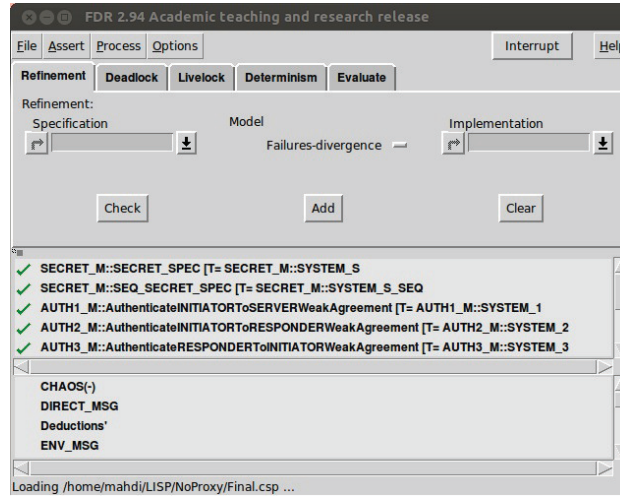 FDR 2.94 Academic teaching and research release
File Assert Process Options Interrupt Help
Refinement Deadlock Livelock Determinism Evaluate
Refinement:
Specification Model Implementation
Failures-divergence
Check Add Clear
SECRET_M::SECRET_SPEC [T= SECRET_M::SYSTEM_S
SECRET_M::SEQ_SECRET_SPEC [T= SECRET_M::SYSTEM_S_SEQ
AUTH1_M::AuthenticateINITIATORToSERVERWeakAgreement [T= AUTH1_M::SYSTEM_1
AUTH2_M::AuthenticateINITIATORToRESPONDERWeakAgreement [T= AUTH2_M::SYSTEM_2
AUTH3_M::AuthenticateRESPONDERToINITIATORWeakAgreement [T= AUTH3_M::SYSTEM_3
CHAOS(-)
DIRECT_MSG
Deductions'
ENV_MSG
Loading /home/mahdi/LISP/NoProxy/Final.csp ...